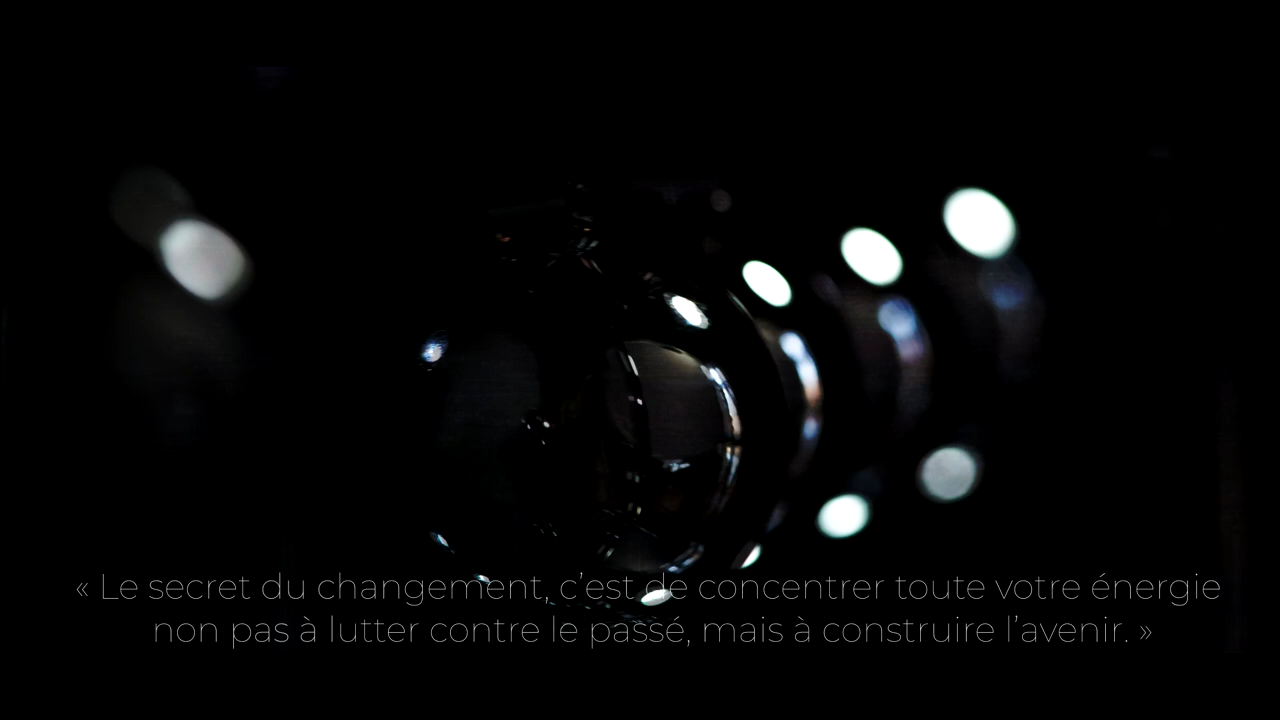 « Le secret du changement, c’est de concentrer toute votre énergie
non pas à lutter contre le passé, mais à construire l’avenir. »